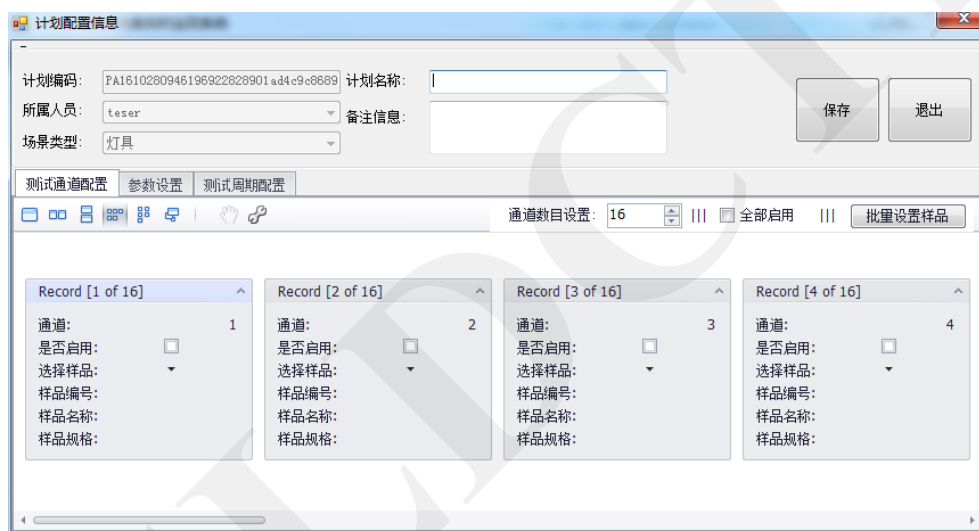 计划配置信息
计划编码: PA1610280946196922828901ad4c9c8689 计划名称:
所属人员: teser 备注信息:
场景类型: 灯具
保存 退出
测试通道配置 参数设置 测试周期配置
通道数目设置: 16 ||| 全部启用 ||| 批量设置样品
Record [1 of 16] Record [2 of 16] Record [3 of 16] Record [4 of 16]
通道: 1 通道: 2 通道: 3 通道: 4
是否启用: 是否启用: 是否启用: 是否启用:
选择样品: 选择样品: 选择样品: 选择样品:
样品编号: 样品编号: 样品编号: 样品编号:
样品名称: 样品名称: 样品名称: 样品名称:
样品规格: 样品规格: 样品规格: 样品规格: